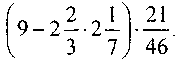 (9 − 2 2/3 · 2 1/7) · 21/46.